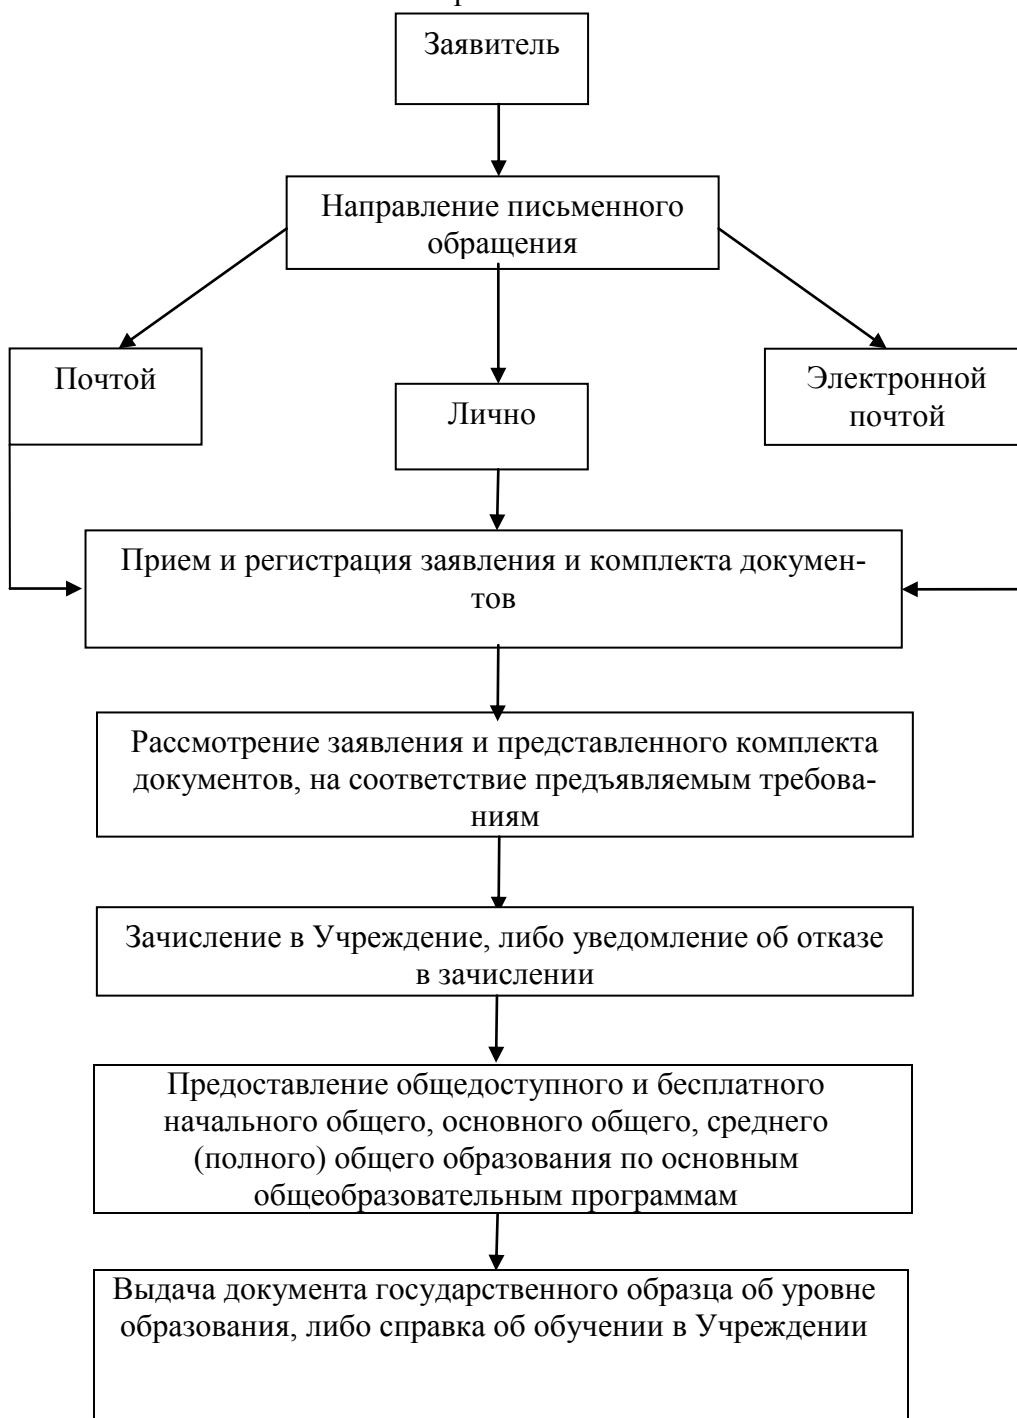 Заявитель
Направление письменного
обращения
Почтой
Лично
Электронной
почтой
Прием и регистрация заявления и комплекта докумен-
тов
Рассмотрение заявления и представленного комплекта
документов, на соответствие предъявляемым требова-
ниям
Зачисление в Учреждение, либо уведомление об отказе
в зачислении
Предоставление общедоступного и бесплатного
начального общего, основного общего, среднего
(полного) общего образования по основным
общеобразовательным программам
Выдача документа государственного образца об уровне
образования, либо справка об обучении в Учреждении